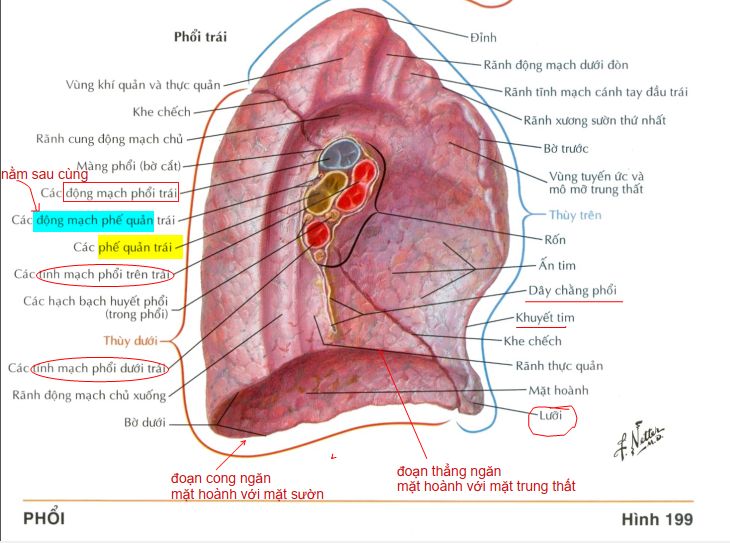 Phổi trái
Vùng khí quản và thực quản
Khe chếch
Rãnh cung động mạch chủ
Màng phổi (bờ cắt)
nằm sau cùng
Các động mạch phổi trái
Các động mạch phế quản trái
Các phế quản trái
Các tĩnh mạch phổi trên trái
Các hạch bạch huyết phổi
(trong phổi)
Thùy dưới
Các tĩnh mạch phổi dưới trái
Rãnh động mạch chủ xuống
Bờ dưới
Đỉnh
Rãnh động mạch dưới đòn
Rãnh tĩnh mạch cánh tay đầu trái
Rãnh xương sườn thứ nhất
Bờ trước
Vùng tuyến ức và
mô mỡ trung thất
Thùy trên
Rốn
Ấn tim
Dây chằng phổi
Khuyết tim
Khe chếch
Rãnh thực quản
Mặt hoành
Lưỡi
F. Netter
M.D.
đoạn cong ngăn
mặt hoành với mặt sườn
đoạn thẳng ngăn
mặt hoành với mặt trung thất
PHỔI
Hình 199